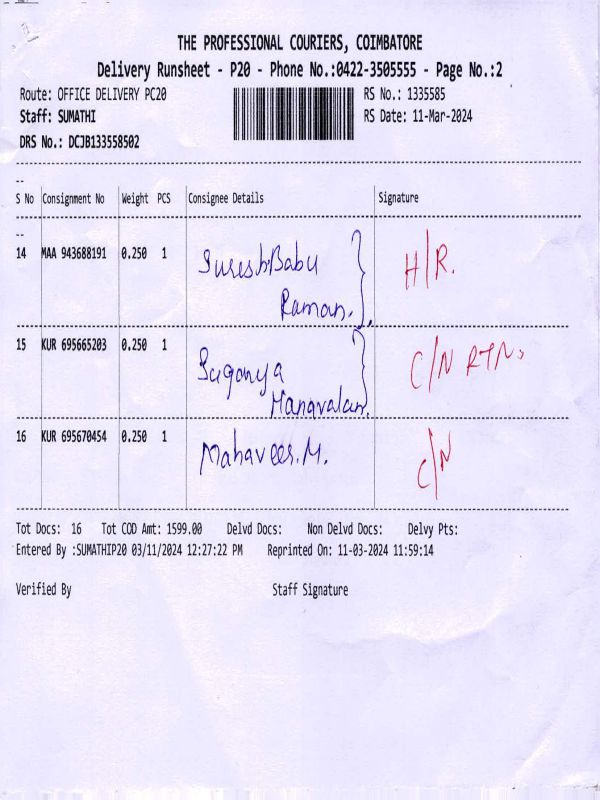 THE PROFESSIONAL COURIERS, COIMBATORE
Delivery Runsheet - P20 - Phone No.:0422-3505555 - Page No.:2
Route: OFFICE DELIVERY PC20 RS No.: 1335585
Staff: SUMATHI RS Date: 11-Mar-2024
DRS No.: DCJB133558502
--
S No Consignment No Weight PCS Consignee Details Signature
--
14 MAA 943688191 0.250 1 Suresh Babu H/R.
Raman.
15 KUR 695665203 0.250 1 Suganya C/N RTN.
Manavalan.
16 KUR 695670454 0.250 1 Mahaveer.M. C/N
Tot Docs: 16 Tot COD Amt: 1599.00 Delvd Docs: Non Delvd Docs: Delvy Pts:
Entered By :SUMATHIP20 03/11/2024 12:27:22 PM Reprinted On: 11-03-2024 11:59:14
Verified By Staff Signature